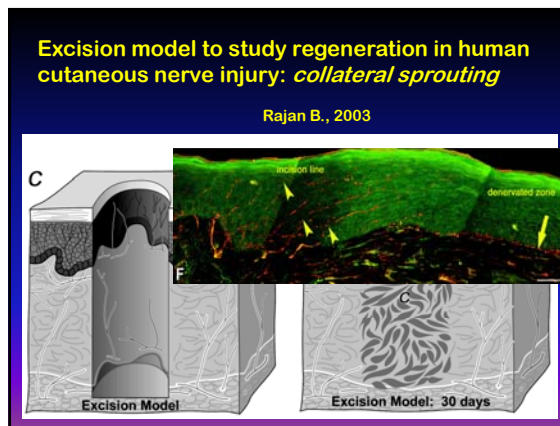 Excision model to study regeneration in human
cutaneous nerve injury: collateral sprouting
Rajan B., 2003
C
incision line
denervated zone
F
C
Excision Model
Excision Model: 30 days